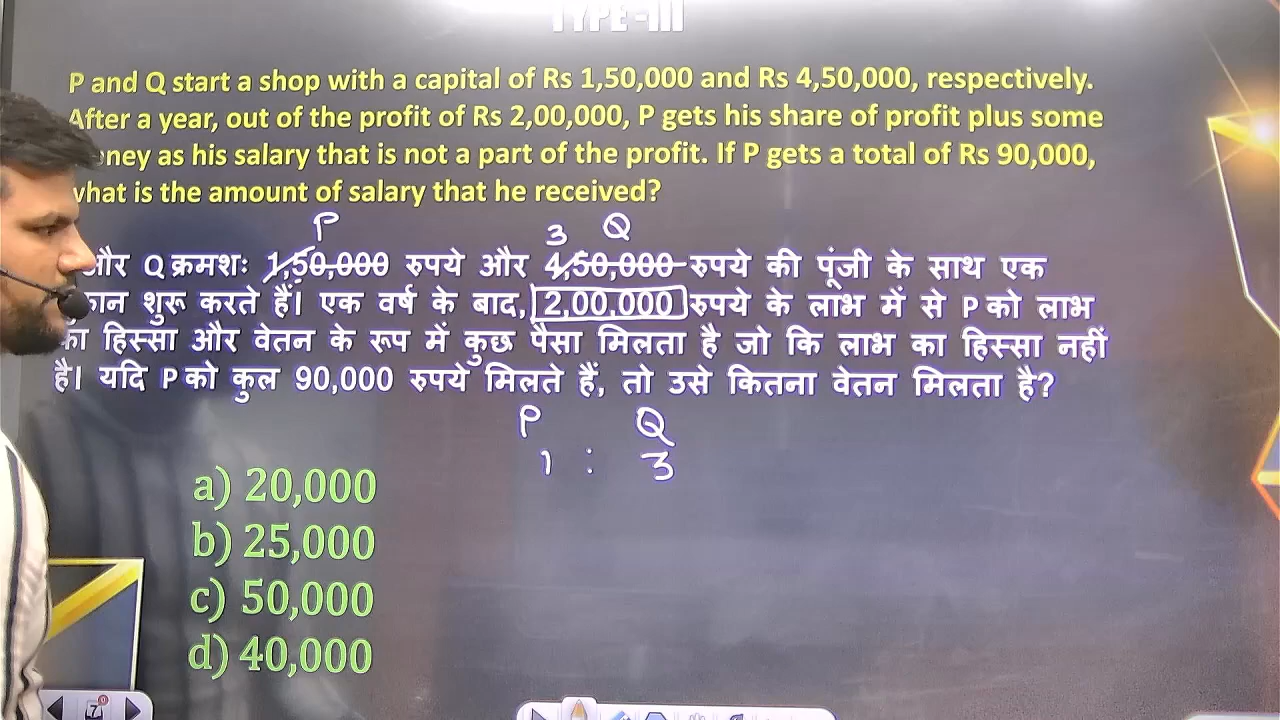 TYPE-III
P and Q start a shop with a capital of Rs 1,50,000 and Rs 4,50,000, respectively.
After a year, out of the profit of Rs 2,00,000, P gets his share of profit plus some
ney as his salary that is not a part of the profit. If P gets a total of Rs 90,000,
what is the amount of salary that he received?
P 3 Q
और Q क्रमशः 1,50,000 रुपये और 4,50,000 रुपये की पूंजी के साथ एक
शुरू करते हैं। एक वर्ष के बाद, 2,00,000 रुपये के लाभ में से P को लाभ
का हिस्सा और वेतन के रूप में कुछ पैसा मिलता है जो कि लाभ का हिस्सा नहीं
है। यदि P को कुल 90,000 रुपये मिलते हैं, तो उसे कितना वेतन मिलता है?
P Q
1 : 3
a) 20,000
b) 25,000
c) 50,000
d) 40,000
7